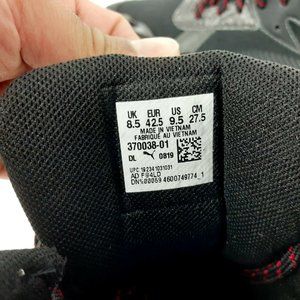 UK EUR US CM
8.5 42.5 9.5 27.5
MADE IN VIETNAM
FABRIQUÉ AU VIETNAM
370038-01
DL 0819